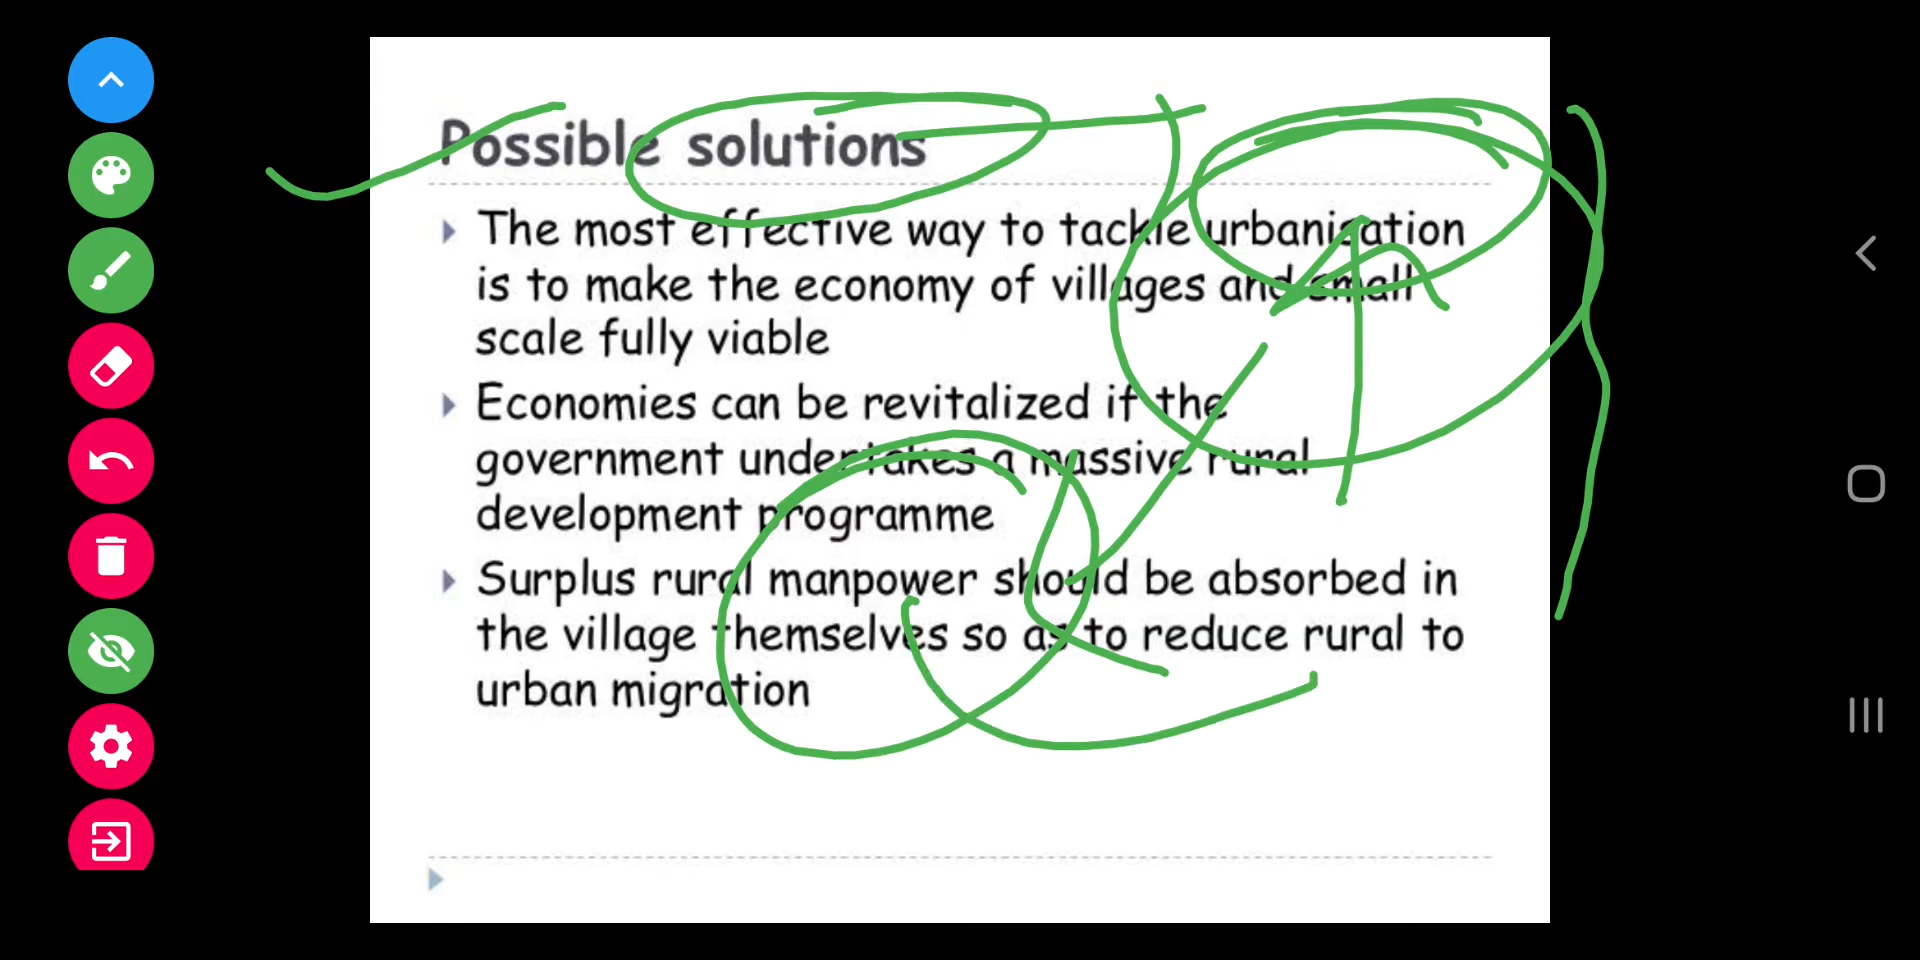 Possible solutions
The most effective way to tackle urbanisation
is to make the economy of villages and small
scale fully viable
Economies can be revitalized if the
government undertakes a massive rural
development programme
Surplus rural manpower should be absorbed in
the village themselves so as to reduce rural to
urban migration